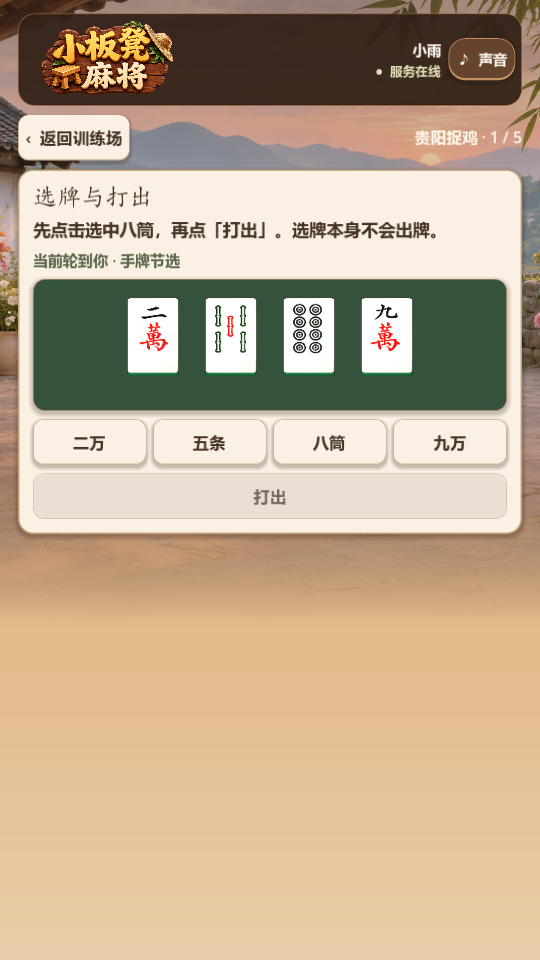 小板凳
麻将
小雨
服务在线
♪ 声音
‹ 返回训练场
贵阳捉鸡 · 1 / 5
选牌与打出
先点击选中八筒，再点「打出」。选牌本身不会出牌。
当前轮到你 · 手牌节选
二萬
九萬
二万
五条
八筒
九万
打出